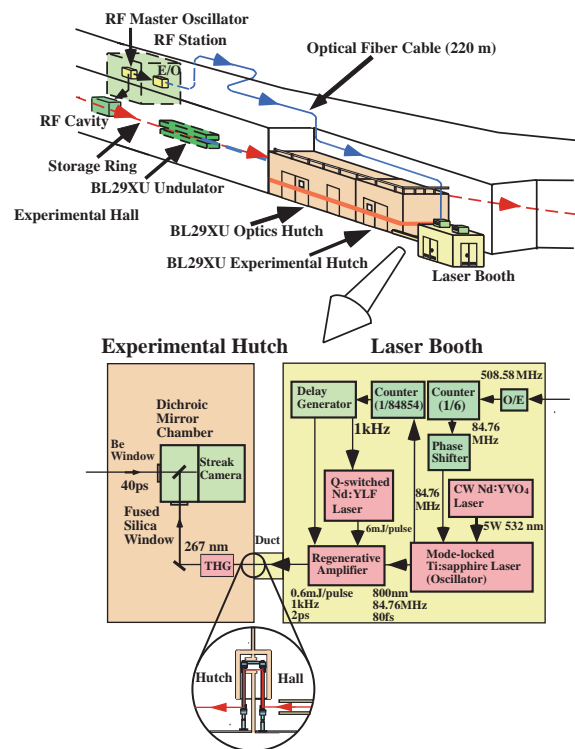 RF Master Oscillator
RF Station
E/O
Optical Fiber Cable (220 m)
RF Cavity
Storage Ring
BL29XU Undulator
Experimental Hall
BL29XU Optics Hutch
BL29XU Experimental Hutch
Laser Booth
Experimental Hutch
Laser Booth
508.58MHz
Delay
Generator
Counter
(1/84854)
Counter
(1/6)
O/E
1kHz
84.76
MHz
Phase
Shifter
Dichroic
Mirror
Chamber
Be
Window
Streak
Camera
40ps
Q-switched
Nd:YLF
Laser
84.76
MHz
CW Nd:YVO4
Laser
Fused
Silica
Window
6mJ/pulse
5W 532 nm
267 nm
Duct
THG
Regenerative
Amplifier
Mode-locked
Ti:sapphire Laser
(Oscillator)
0.6mJ/pulse
1kHz
2ps
800nm
84.76MHz
80fs
Hutch
Hall